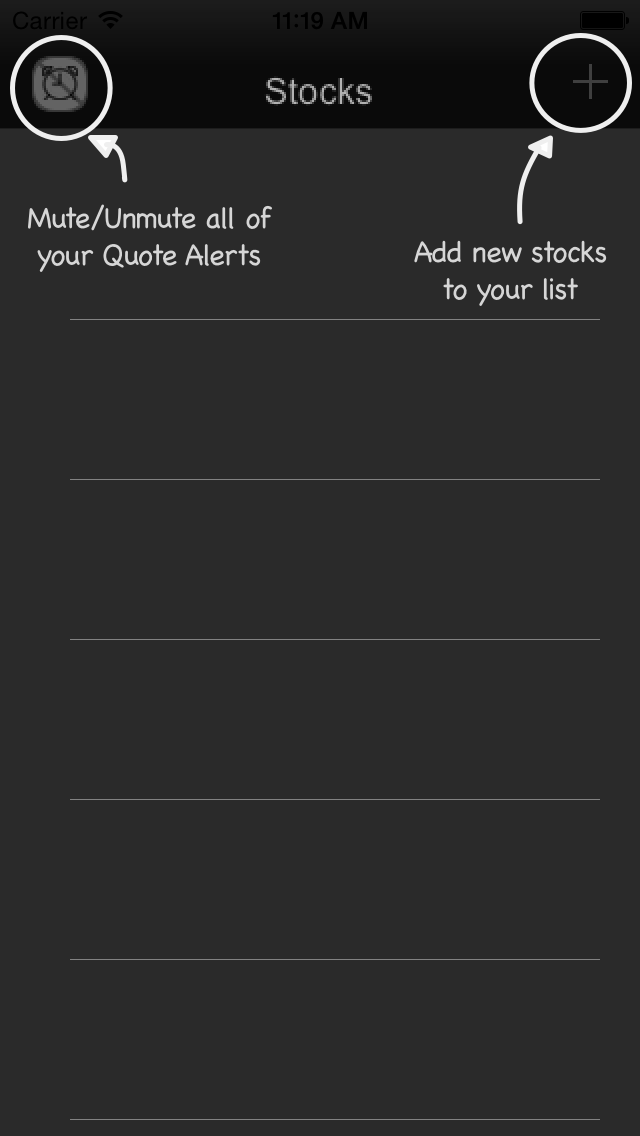 Carrier 11:19 AM
Stocks
Mute/Unmute all of
your Quote Alerts
Add new stocks
to your list